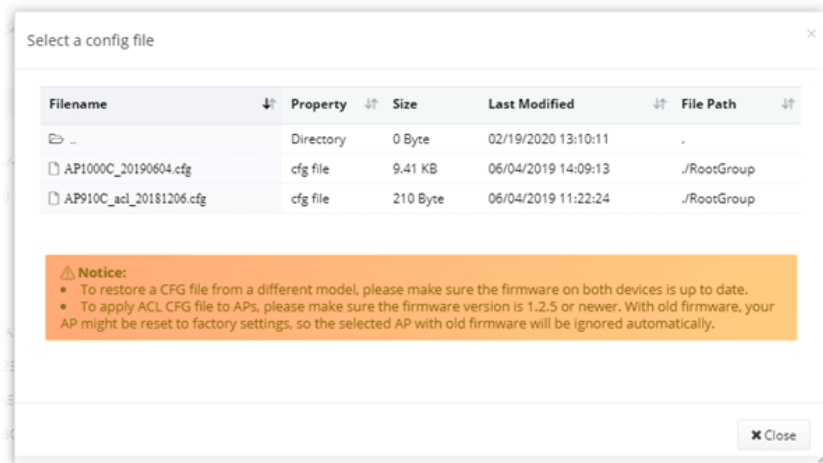 Select a config file
×
Filename Property Size Last Modified File Path
.. Directory 0 Byte 02/19/2020 13:10:11 .
AP1000C_20190604.cfg cfg file 9.41 KB 06/04/2019 14:09:13 ./RootGroup
AP910C_acl_20181206.cfg cfg file 210 Byte 06/04/2019 11:22:24 ./RootGroup
Notice:
• To restore a CFG file from a different model, please make sure the firmware on both devices is up to date.
• To apply ACL CFG file to APs, please make sure the firmware version is 1.2.5 or newer. With old firmware, your
AP might be reset to factory settings, so the selected AP with old firmware will be ignored automatically.
✖ Close